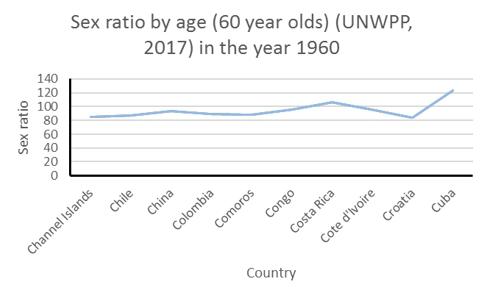 Sex ratio by age (60 year olds) (UNWPP,
2017) in the year 1960
140
120
100
80
60
40
20
0
Sex ratio
Channel Islands
Chile
China
Colombia
Comoros
Congo
Costa Rica
Cote d'Ivoire
Croatia
Cuba
Country